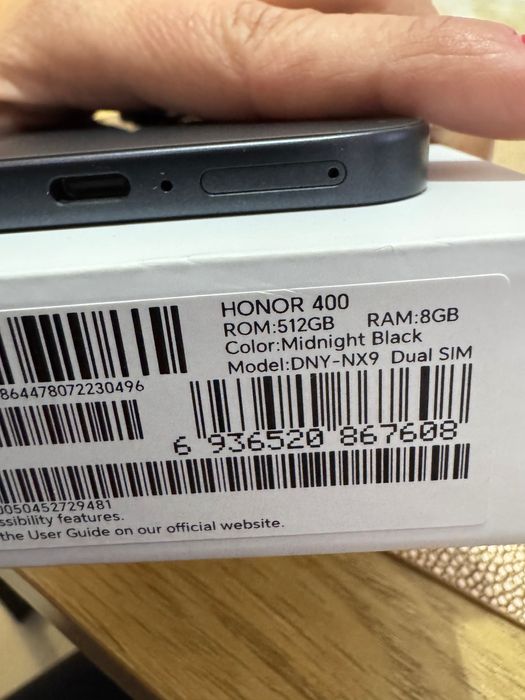 HONOR 400
ROM:512GB RAM:8GB
Color:Midnight Black
Model:DNY-NX9 Dual SIM
864478072230496
6 936520 867608
0050452729481
ssibility features.
the User Guide on our official website.